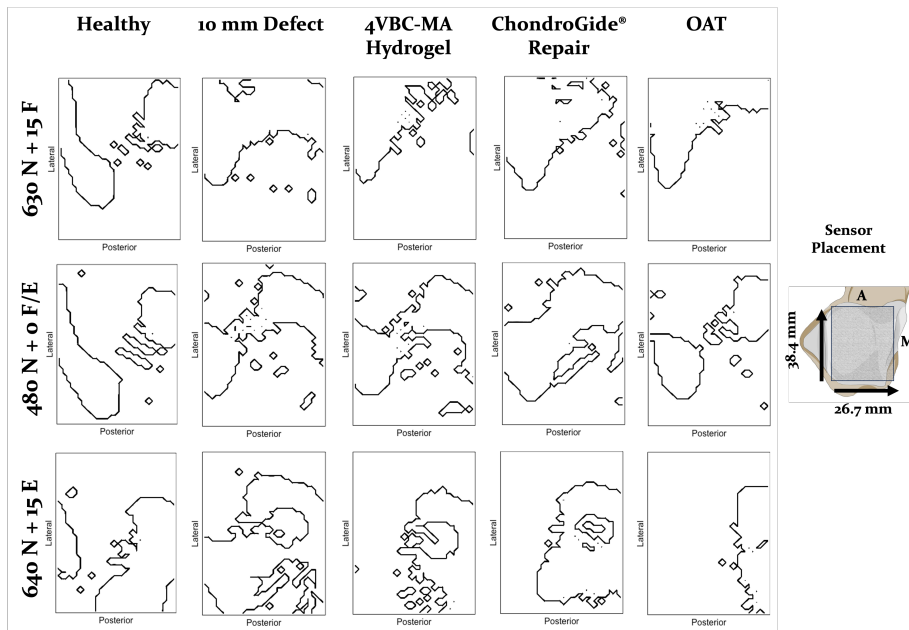 Healthy
10 mm Defect
4VBC-MA
Hydrogel
ChondroGide®
Repair
OAT
630 N + 15 F
Lateral
Posterior
Lateral
Posterior
Lateral
Posterior
Lateral
Posterior
Lateral
Posterior
480 N + 0 F/E
Lateral
Posterior
Lateral
Posterior
Lateral
Posterior
Lateral
Posterior
Lateral
Posterior
640 N + 15 E
Lateral
Posterior
Lateral
Posterior
Lateral
Posterior
Lateral
Posterior
Lateral
Posterior
Sensor
Placement
A
M
38.4 mm
26.7 mm